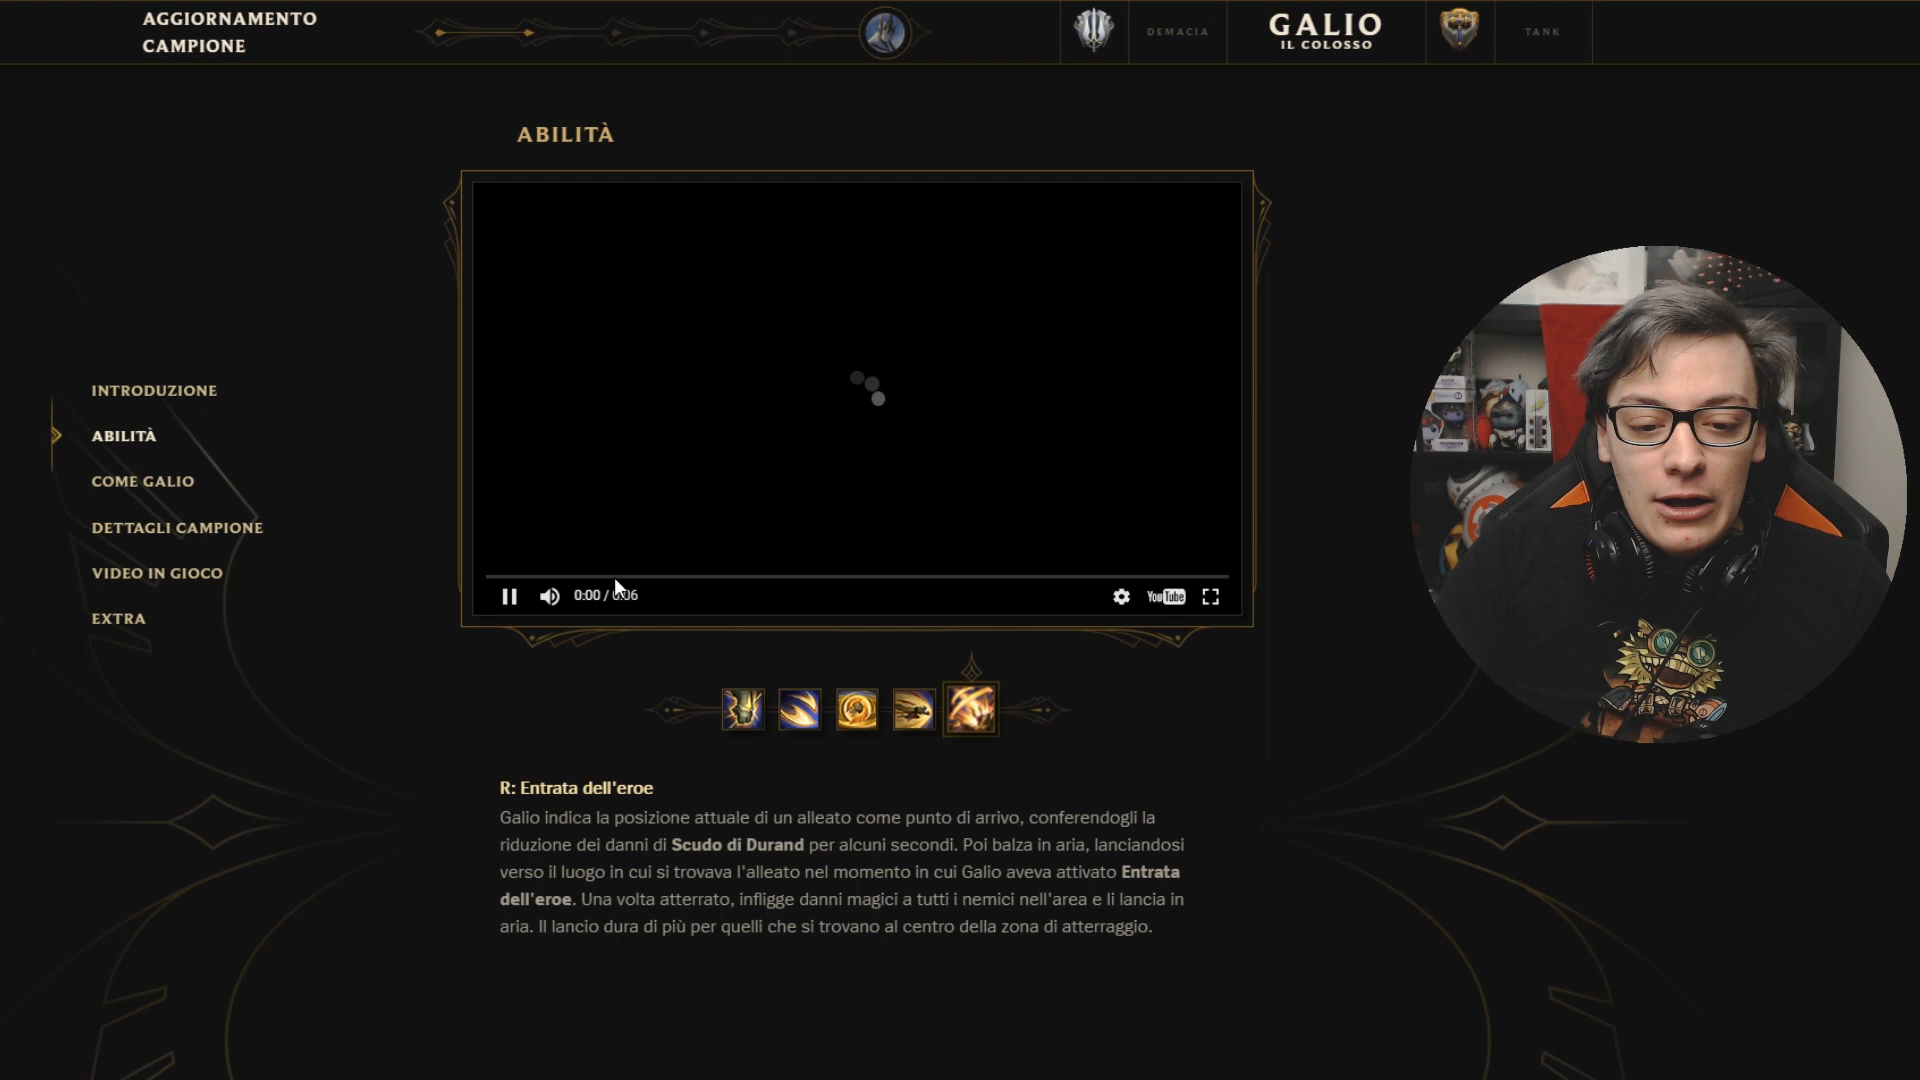 AGGIORNAMENTO
CAMPIONE
DEMACIA
GALIO
IL COLOSSO
TANK
ABILITÀ
INTRODUZIONE
ABILITÀ
COME GALIO
DETTAGLI CAMPIONE
VIDEO IN GIOCO
EXTRA
0:00 / 0:06
YouTube
R: Entrata dell'eroe
Galio indica la posizione attuale di un alleato come punto di arrivo, conferendogli la
riduzione dei danni di Scudo di Durand per alcuni secondi. Poi balza in aria, lanciandosi
verso il luogo in cui si trovava l'alleato nel momento in cui Galio aveva attivato Entrata
dell'eroe. Una volta atterrato, infligge danni magici a tutti i nemici nell'area e li lancia in
aria. Il lancio dura di più per quelli che si trovano al centro della zona di atterraggio.